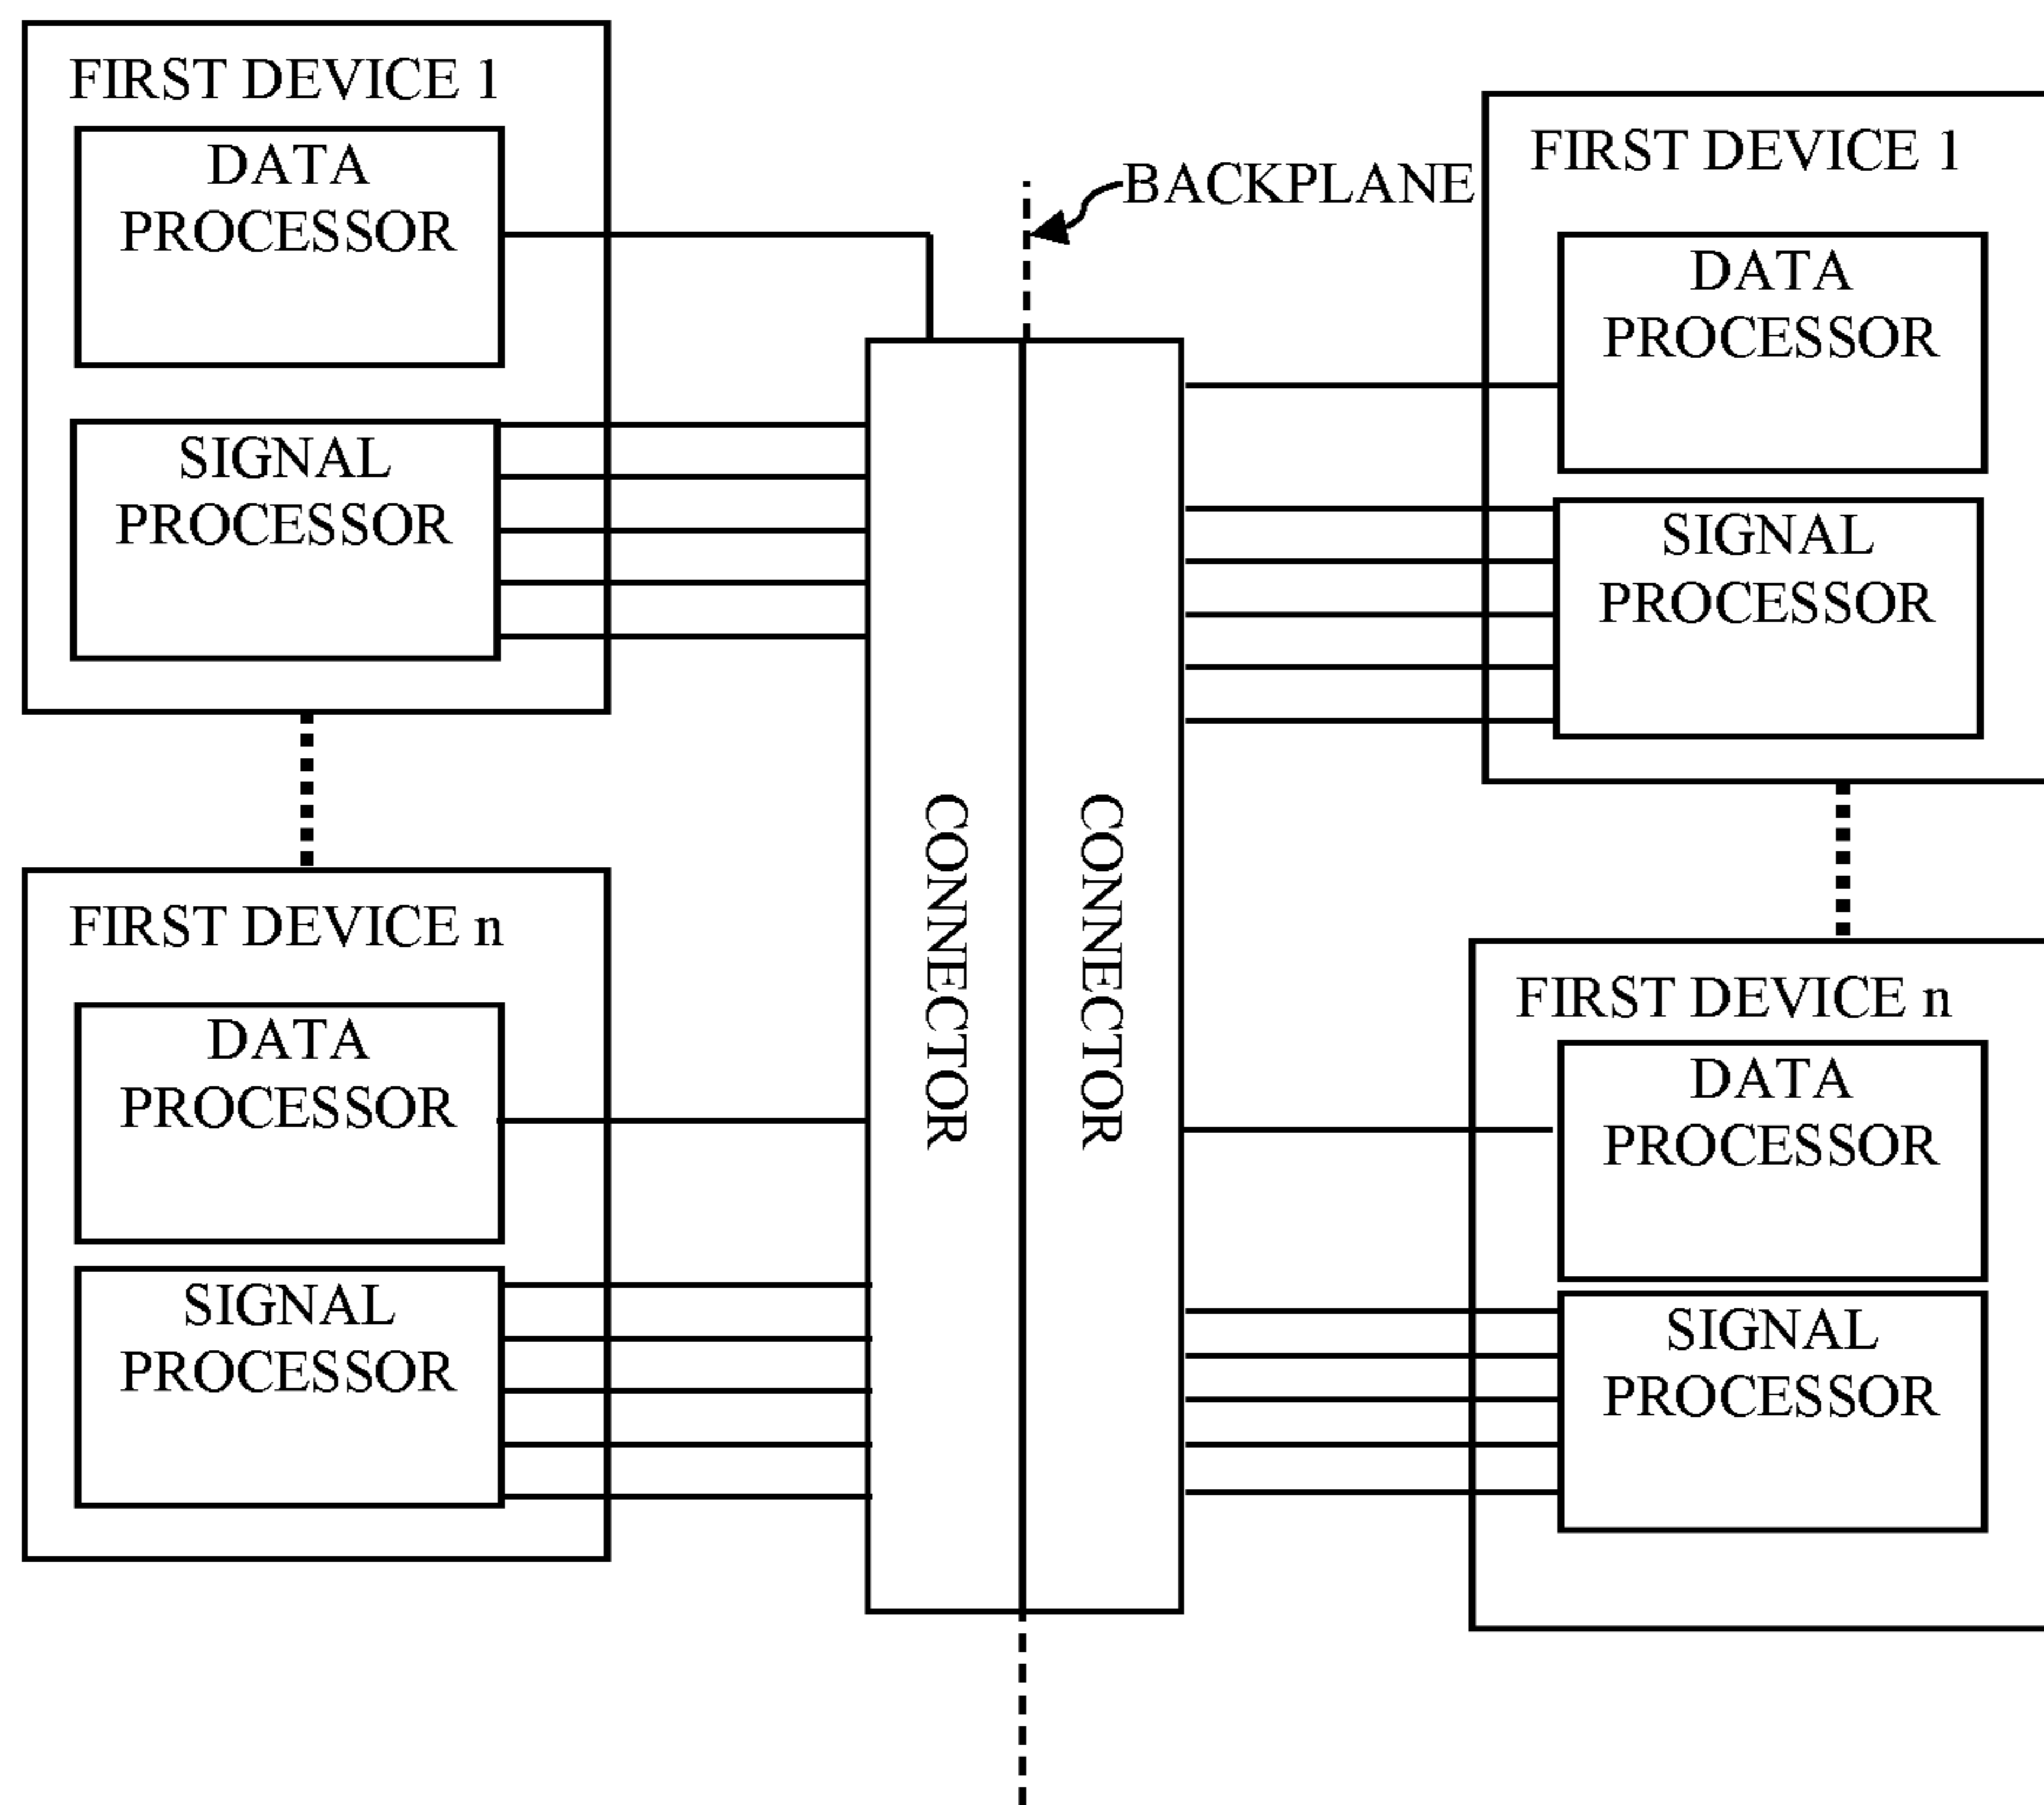 FIRST DEVICE 1
DATA
PROCESSOR
SIGNAL
PROCESSOR
FIRST DEVICE n
DATA
PROCESSOR
SIGNAL
PROCESSOR
BACKPLANE
CONNECTOR
CONNECTOR
FIRST DEVICE 1
DATA
PROCESSOR
SIGNAL
PROCESSOR
FIRST DEVICE n
DATA
PROCESSOR
SIGNAL
PROCESSOR